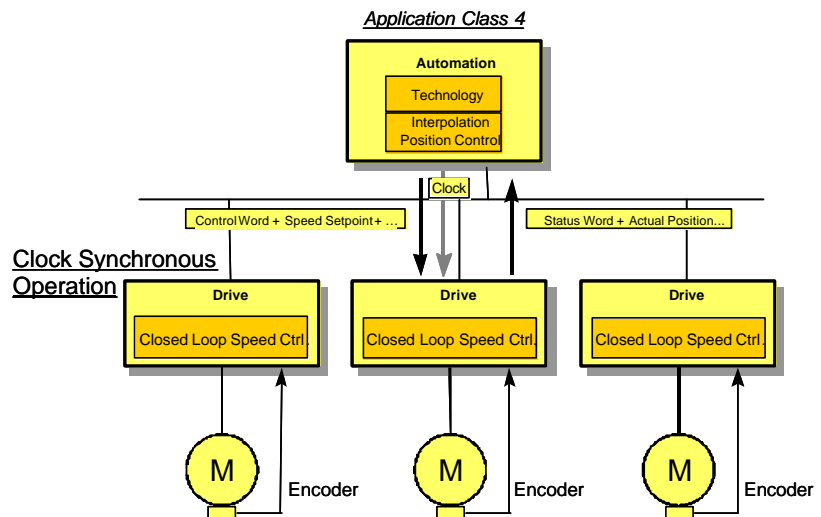 Application Class 4
Automation
Technology
Interpolation
Position Control
Clock
Control Word + Speed Setpoint + ...
Status Word + Actual Position...
Clock Synchronous
Operation
Drive
Drive
Drive
Closed Loop Speed Ctrl.
Closed Loop Speed Ctrl.
Closed Loop Speed Ctrl.
M
M
M
Encoder
Encoder
Encoder